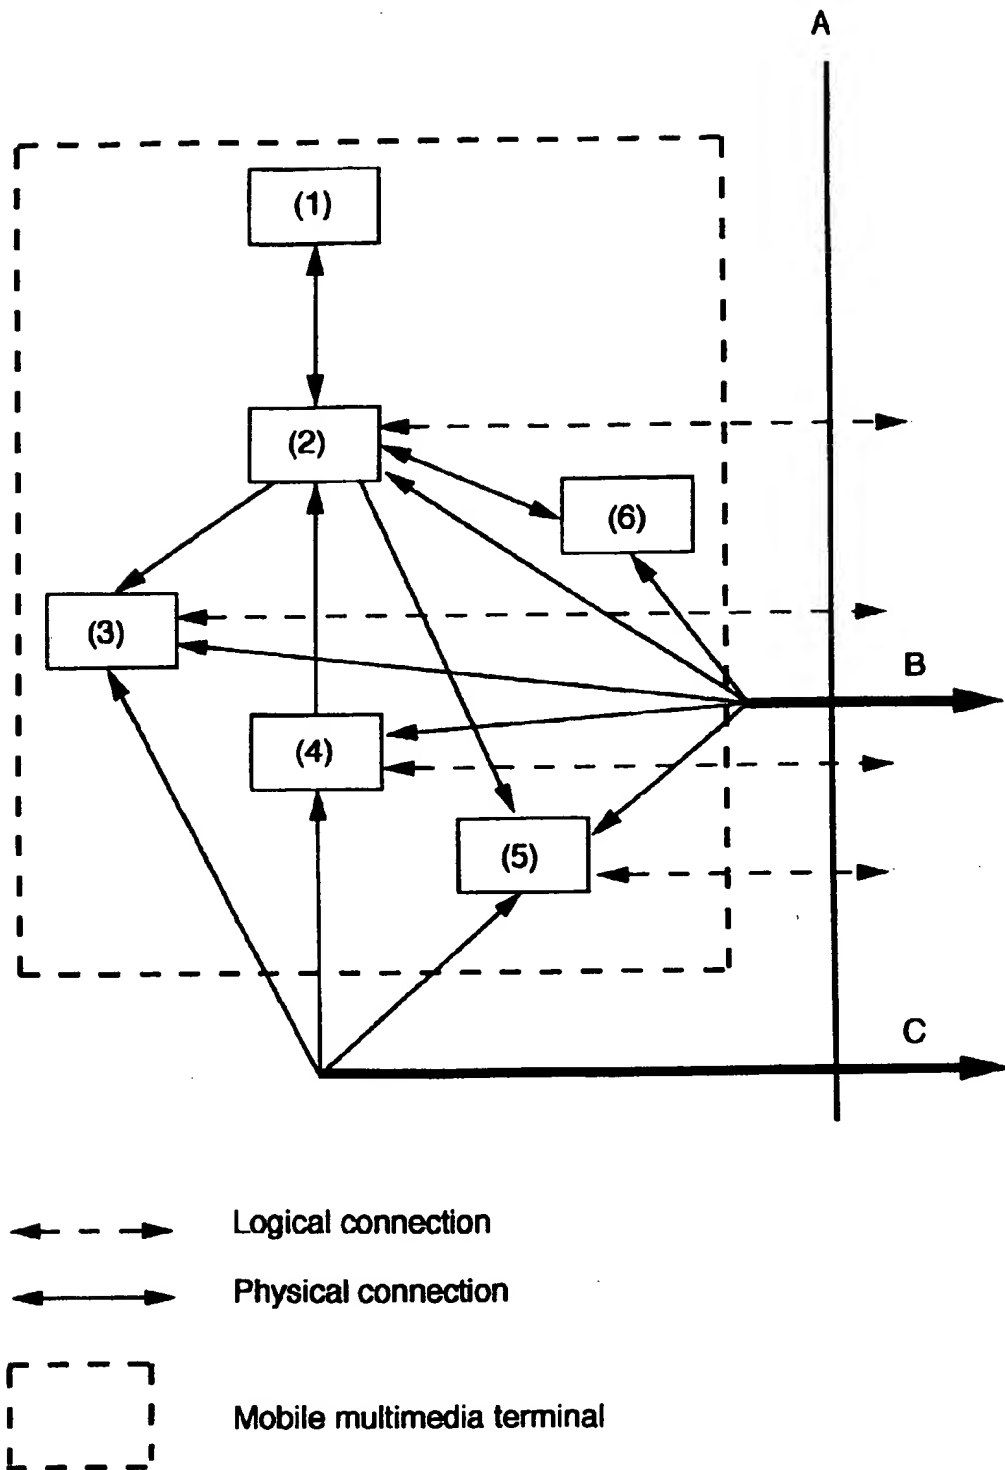 A
(1)
(2)
(6)
(3)
B
(4)
(5)
C
Logical connection
Physical connection
Mobile multimedia terminal